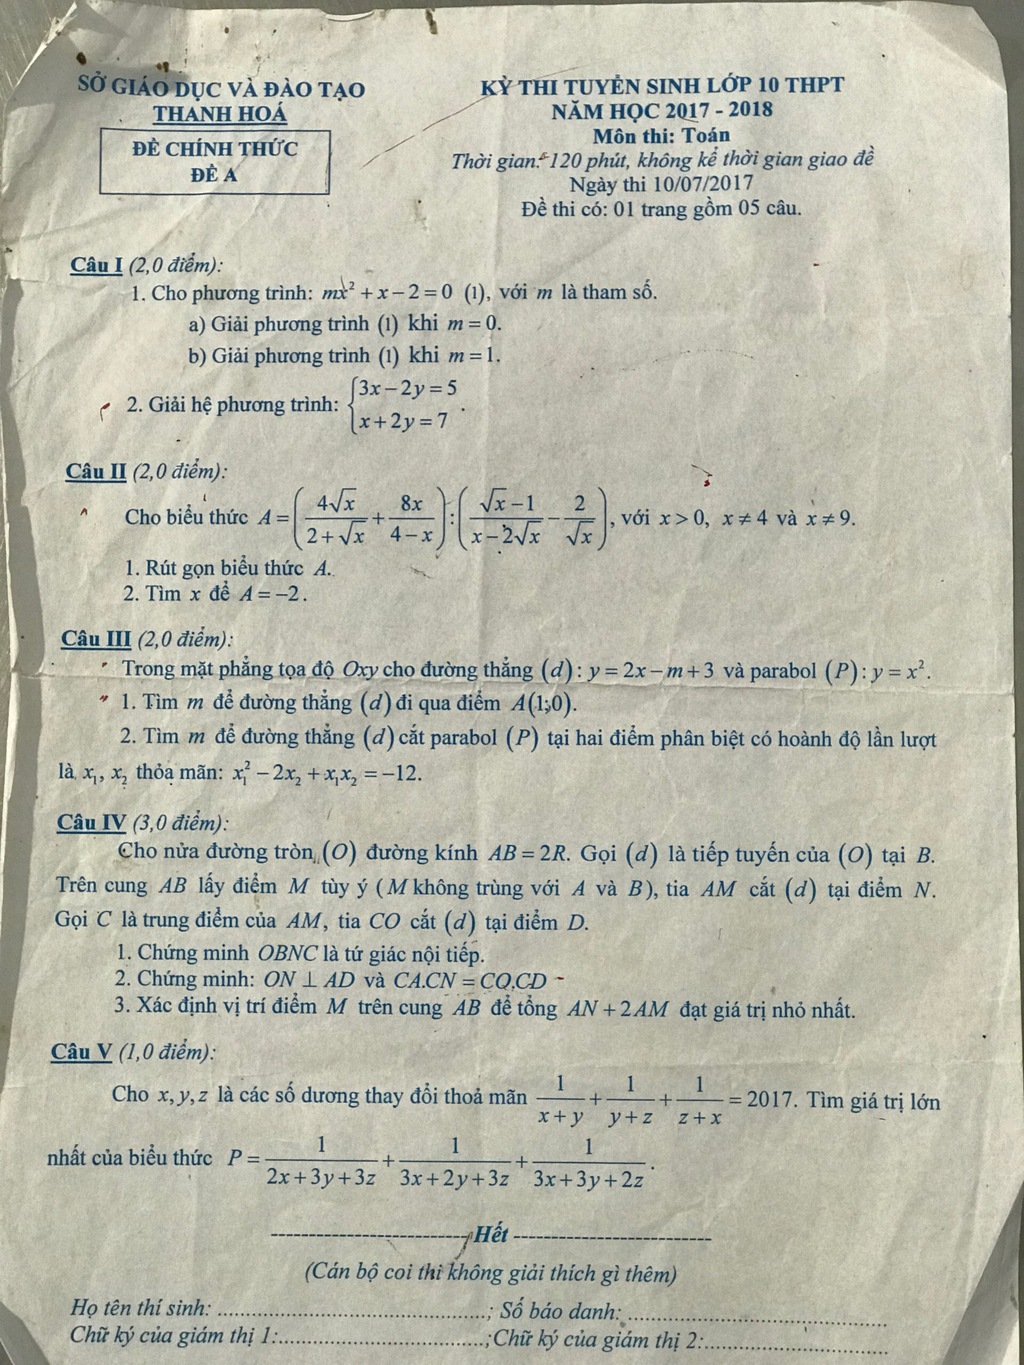 SỞ GIÁO DỤC VÀ ĐÀO TẠO
THANH HOÁ
ĐỀ CHÍNH THỨC
ĐỀ A
KỲ THI TUYỂN SINH LỚP 10 THPT
NĂM HỌC 2017 - 2018
Môn thi: Toán
Thời gian: 120 phút, không kể thời gian giao đề
Ngày thi 10/07/2017
Đề thi có: 01 trang gồm 05 câu.
Câu I (2,0 điểm):
1. Cho phương trình: mx² + x − 2 = 0 (1), với m là tham số.
a) Giải phương trình (1) khi m = 0.
b) Giải phương trình (1) khi m = 1.
2. Giải hệ phương trình: { 3x − 2y = 5
x + 2y = 7 .
Câu II (2,0 điểm):
Cho biểu thức A = ( 4√x / (2+√x) + 8x / (4−x) ) : ( (√x −1) / (x−2√x) − 2 / √x ), với x > 0, x ≠ 4 và x ≠ 9.
1. Rút gọn biểu thức A.
2. Tìm x để A = −2.
Câu III (2,0 điểm):
Trong mặt phẳng tọa độ Oxy cho đường thẳng (d): y = 2x − m + 3 và parabol (P): y = x².
1. Tìm m để đường thẳng (d) đi qua điểm A(1;0).
2. Tìm m để đường thẳng (d) cắt parabol (P) tại hai điểm phân biệt có hoành độ lần lượt
là x₁, x₂ thỏa mãn: x₁² − 2x₂ + x₁x₂ = −12.
Câu IV (3,0 điểm):
Cho nửa đường tròn (O) đường kính AB = 2R. Gọi (d) là tiếp tuyến của (O) tại B.
Trên cung AB lấy điểm M tùy ý (M không trùng với A và B), tia AM cắt (d) tại điểm N.
Gọi C là trung điểm của AM, tia CO cắt (d) tại điểm D.
1. Chứng minh OBNC là tứ giác nội tiếp.
2. Chứng minh: ON ⊥ AD và CA.CN = CO.CD
3. Xác định vị trí điểm M trên cung AB để tổng AN + 2AM đạt giá trị nhỏ nhất.
Câu V (1,0 điểm):
Cho x, y, z là các số dương thay đổi thoả mãn 1/(x+y) + 1/(y+z) + 1/(z+x) = 2017. Tìm giá trị lớn
nhất của biểu thức P = 1/(2x+3y+3z) + 1/(3x+2y+3z) + 1/(3x+3y+2z).
---------------------------Hết---------------------------
(Cán bộ coi thi không giải thích gì thêm)
Họ tên thí sinh: ..............................................; Số báo danh: ..............................................
Chữ ký của giám thị 1:...................................;Chữ ký của giám thị 2:..................................